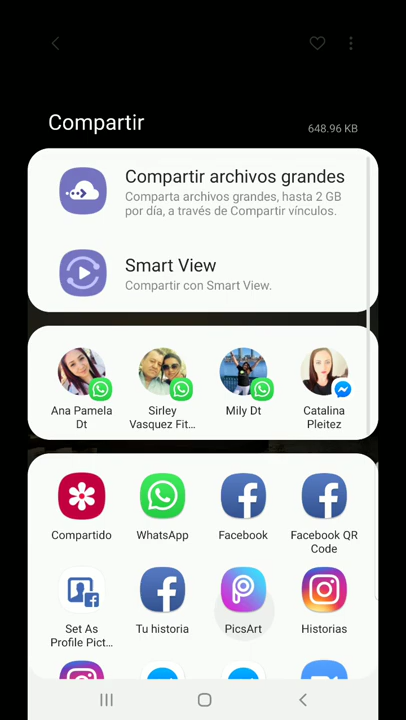 Compartir
648.96 KB
Compartir archivos grandes
Comparta archivos grandes, hasta 2 GB
por día, a través de Compartir vínculos.
Smart View
Compartir con Smart View.
Ana Pamela
Dt
Sirley
Vasquez Fit...
Mily Dt
Catalina
Pleitez
Compartido
WhatsApp
Facebook
Facebook QR
Code
Set As
Profile Pict...
Tu historia
PicsArt
Historias